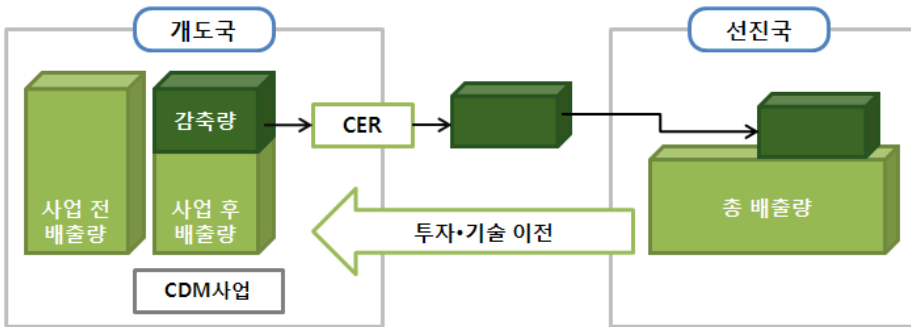 개도국
선진국
감축량
CER
사업 전
배출량
사업 후
배출량
총 배출량
투자•기술 이전
CDM사업